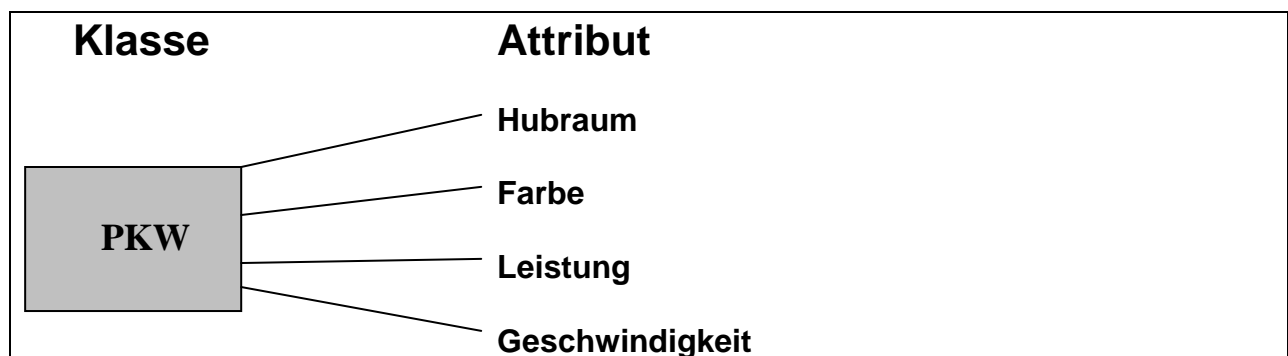 Klasse Attribut
Hubraum
Farbe
PKW
Leistung
Geschwindigkeit